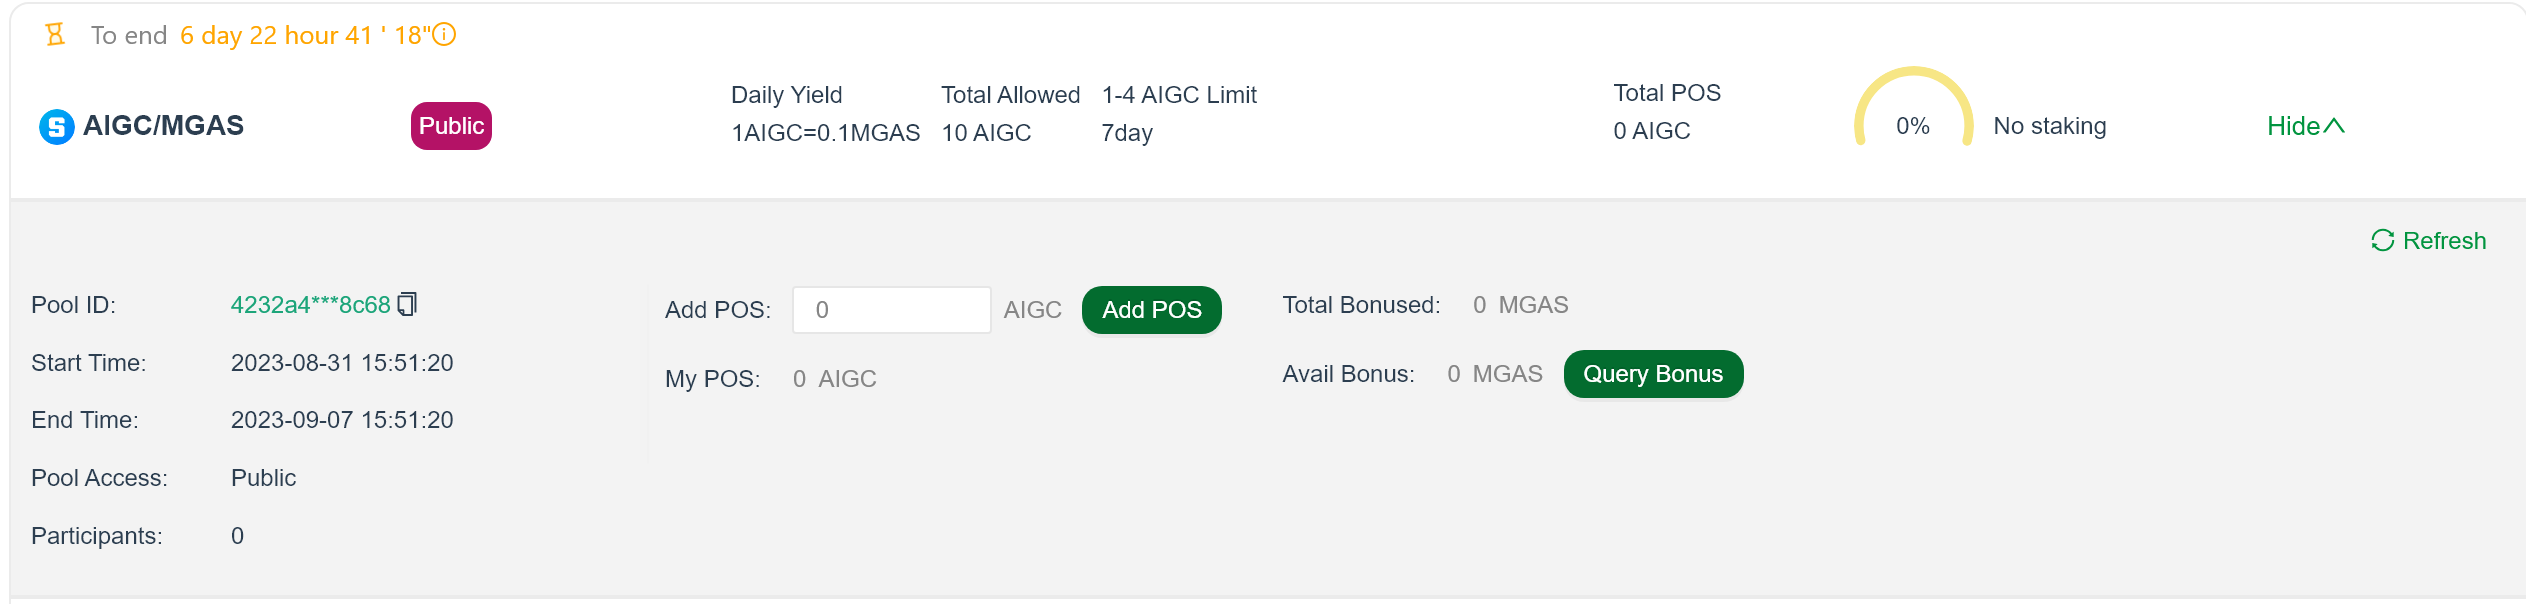 To end 6 day 22 hour 41 ' 18"
AIGC/MGAS
Public
Daily Yield
1AIGC=0.1MGAS
Total Allowed
10 AIGC
1-4 AIGC Limit
7day
Total POS
0 AIGC
0%
No staking
Hide
Refresh
Pool ID: 4232a4***8c68
Start Time: 2023-08-31 15:51:20
End Time: 2023-09-07 15:51:20
Pool Access: Public
Participants: 0
Add POS: 0 AIGC Add POS
My POS: 0 AIGC
Total Bonused: 0 MGAS
Avail Bonus: 0 MGAS Query Bonus